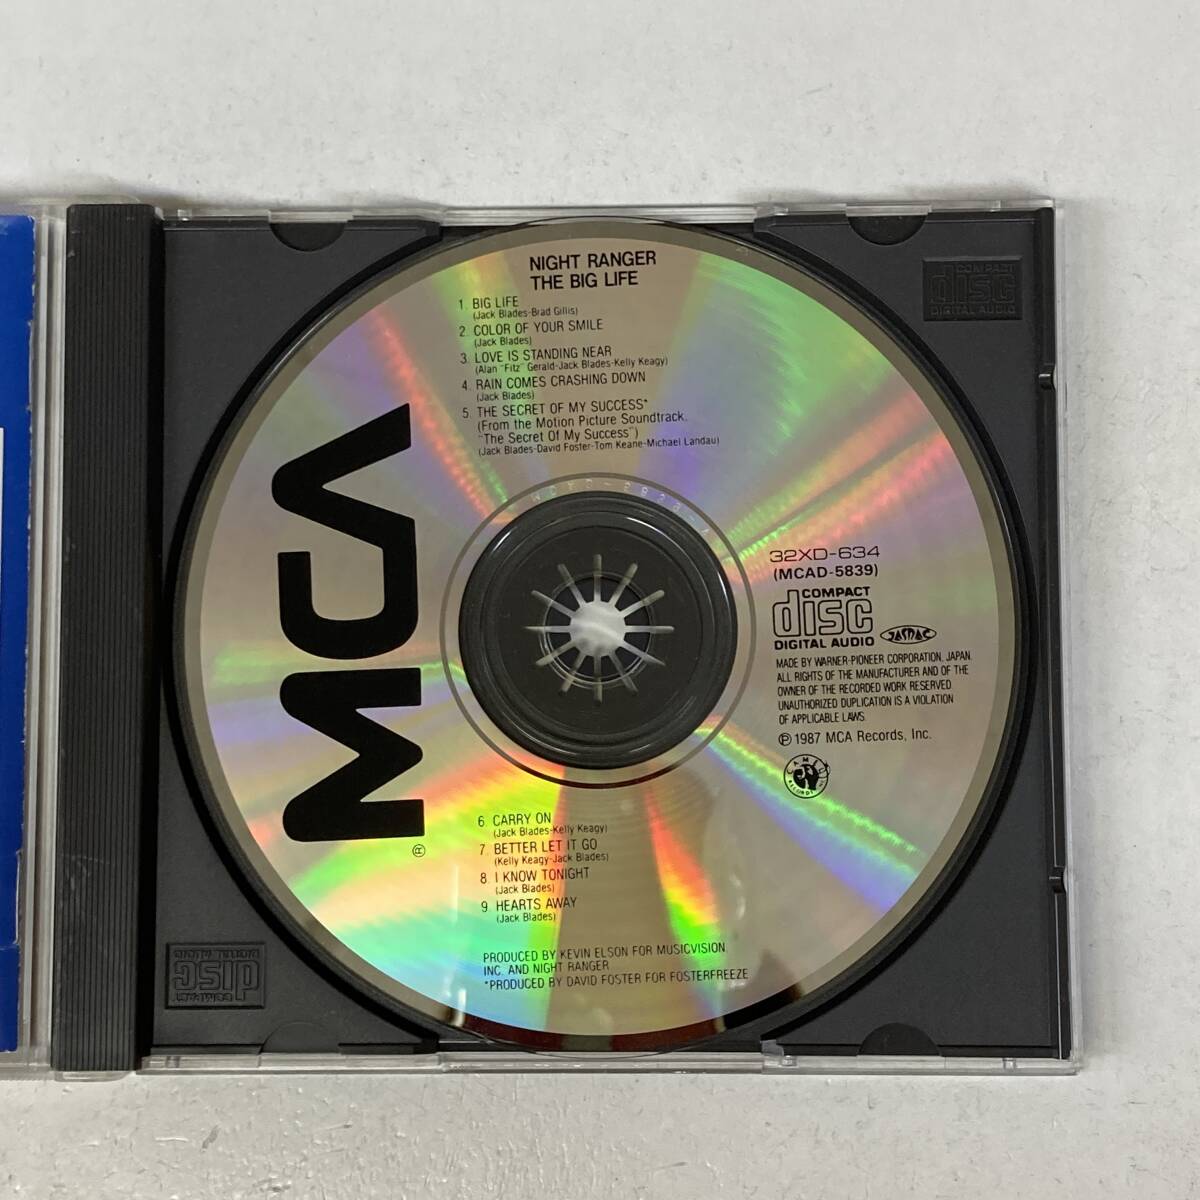 NIGHT RANGER
THE BIG LIFE
1. BIG LIFE
(Jack Blades-Brad Gillis)
2. COLOR OF YOUR SMILE
(Jack Blades)
3. LOVE IS STANDING NEAR
(Alan "Fitz" Gerald-Jack Blades-Kelly Keagy)
4. RAIN COMES CRASHING DOWN
(Jack Blades)
5. THE SECRET OF MY SUCCESS*
(From the Motion Picture Soundtrack,
"The Secret Of My Success")
(Jack Blades-David Foster-Tom Keane-Michael Landau)
MCA
®
32XD-634
(MCAD-5839)
COMPACT
disc
DIGITAL AUDIO
JASRAC
MADE BY WARNER-PIONEER CORPORATION, JAPAN.
ALL RIGHTS OF THE MANUFACTURER AND OF THE
OWNER OF THE RECORDED WORK RESERVED.
UNAUTHORIZED DUPLICATION IS A VIOLATION
OF APPLICABLE LAWS.
℗ 1987 MCA Records, Inc.
CAMEL
RECORDS
6. CARRY ON
(Jack Blades-Kelly Keagy)
7. BETTER LET IT GO
(Kelly Keagy-Jack Blades)
8. I KNOW TONIGHT
(Jack Blades)
9. HEARTS AWAY
(Jack Blades)
PRODUCED BY KEVIN ELSON FOR MUSICVISION,
INC. AND NIGHT RANGER
*PRODUCED BY DAVID FOSTER FOR FOSTERFREEZE
COMPACT
disc
DIGITAL AUDIO
COMPACT
disc
DIGITAL AUDIO